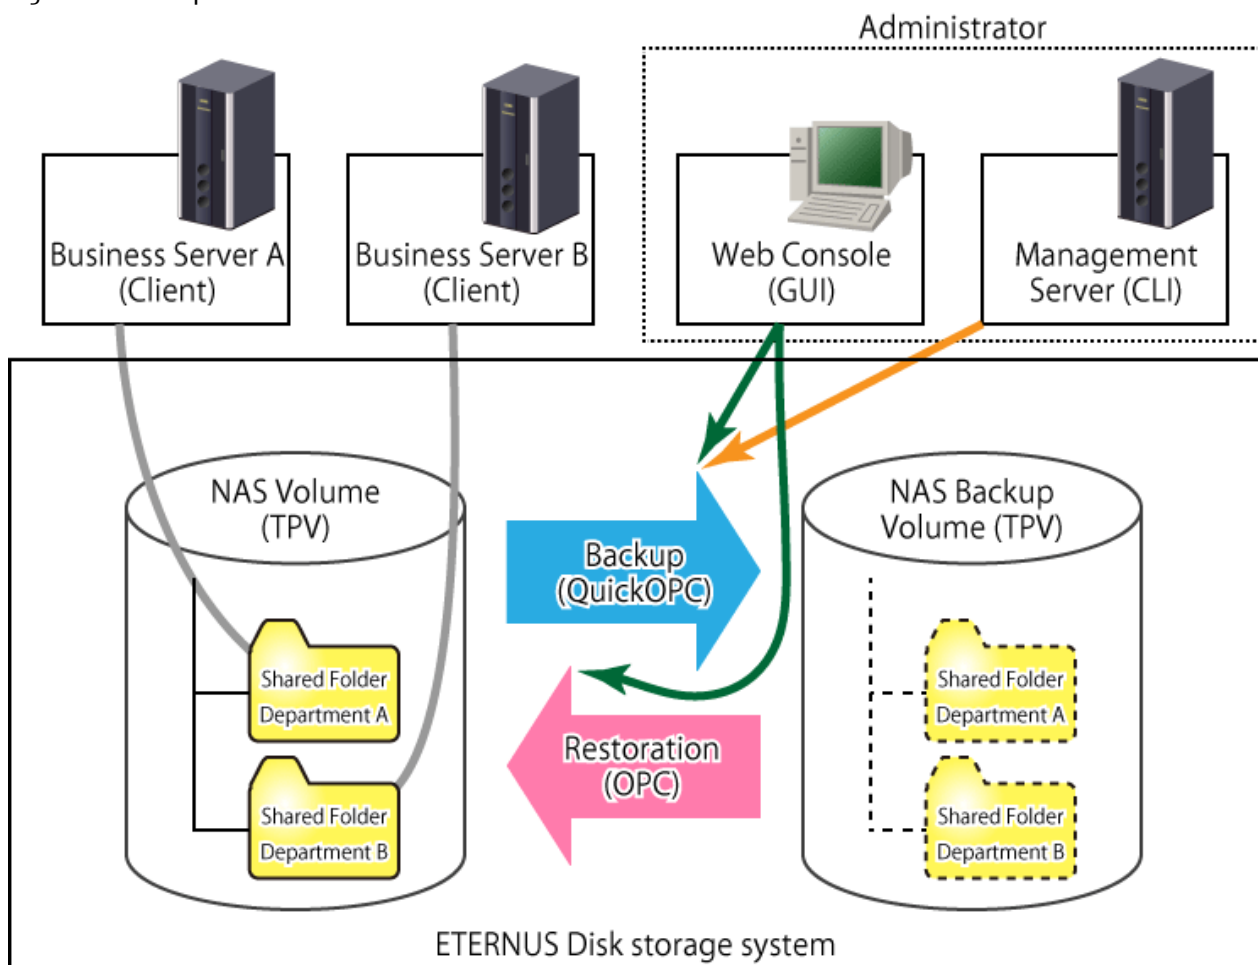 Administrator
Business Server A
(Client)
Business Server B
(Client)
Web Console
(GUI)
Management
Server (CLI)
NAS Volume
(TPV)
NAS Backup
Volume (TPV)
Backup
(QuickOPC)
Shared Folder
Department A
Shared Folder
Department B
Restoration
(OPC)
Shared Folder
Department A
Shared Folder
Department B
ETERNUS Disk storage system